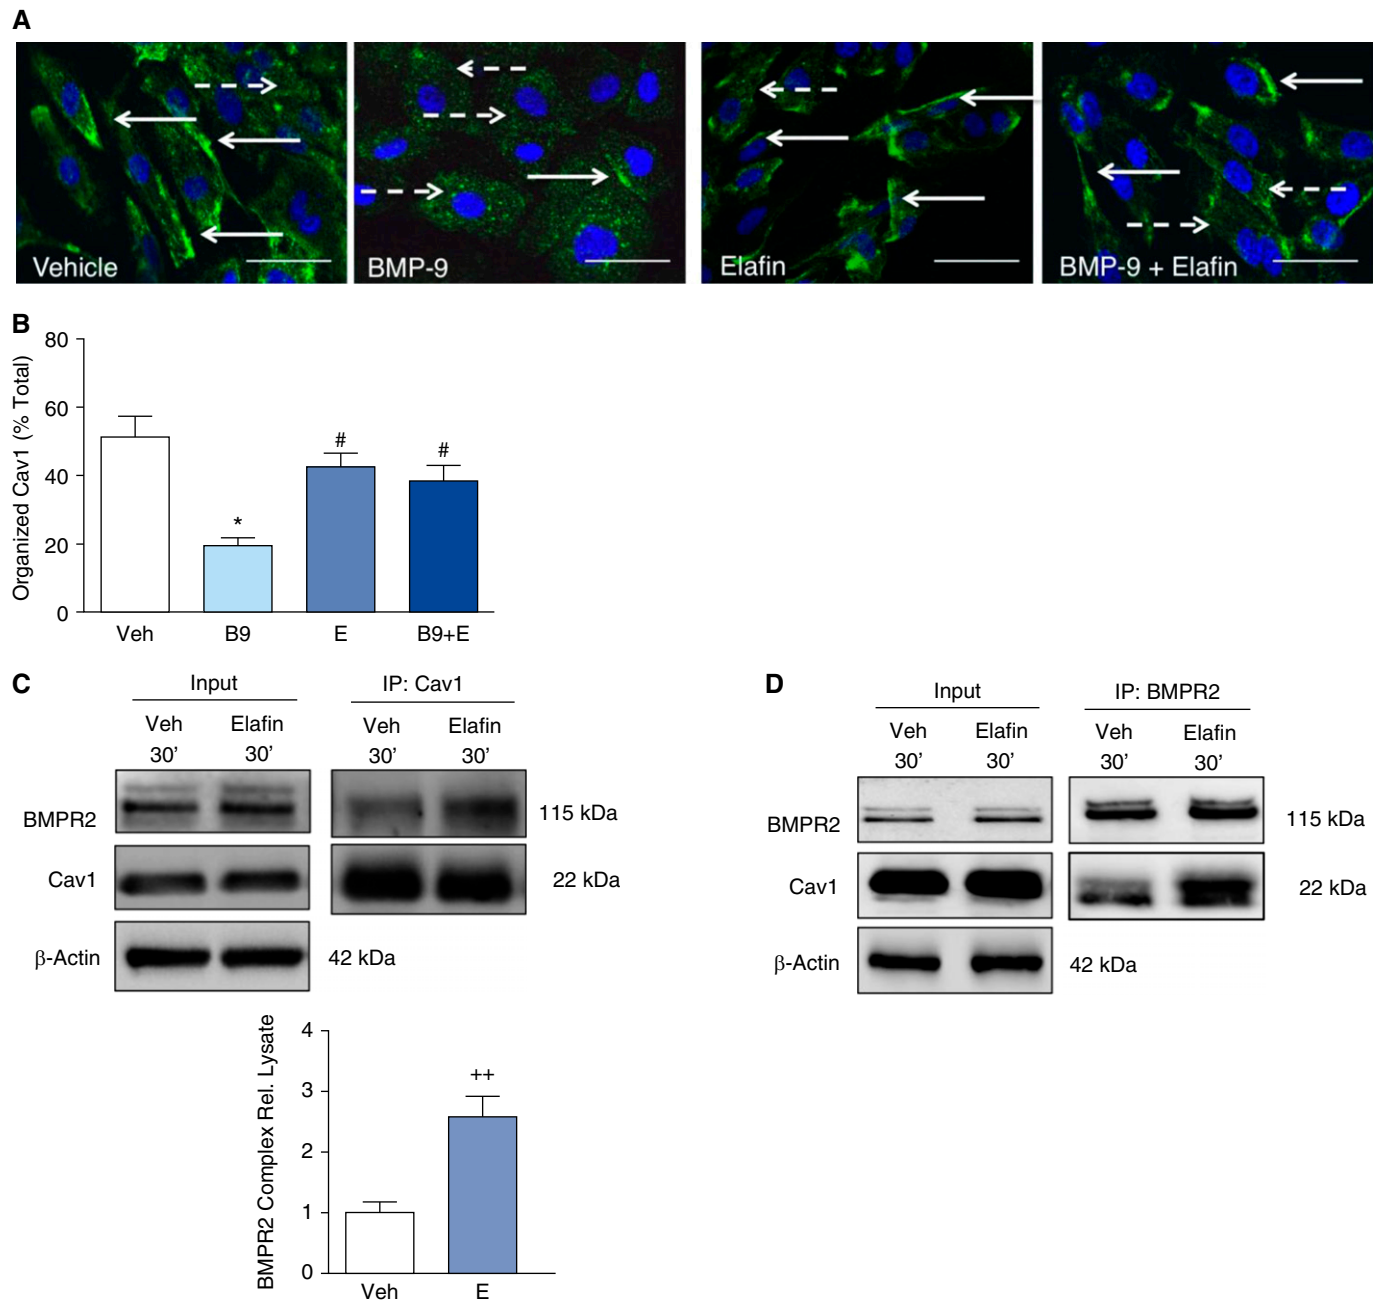 A
Vehicle
BMP-9
Elafin
BMP-9 + Elafin
B
Organized Cav1 (% Total)
80
60
40
20
0
*
#
#
Veh B9 E B9+E
C
Input IP: Cav1
Veh Elafin Veh Elafin
30' 30' 30' 30'
BMPR2 115 kDa
Cav1 22 kDa
β-Actin 42 kDa
BMPR2 Complex Rel. Lysate
4
3
2
1
0
++
Veh E
D
Input IP: BMPR2
Veh Elafin Veh Elafin
30' 30' 30' 30'
BMPR2 115 kDa
Cav1 22 kDa
β-Actin 42 kDa